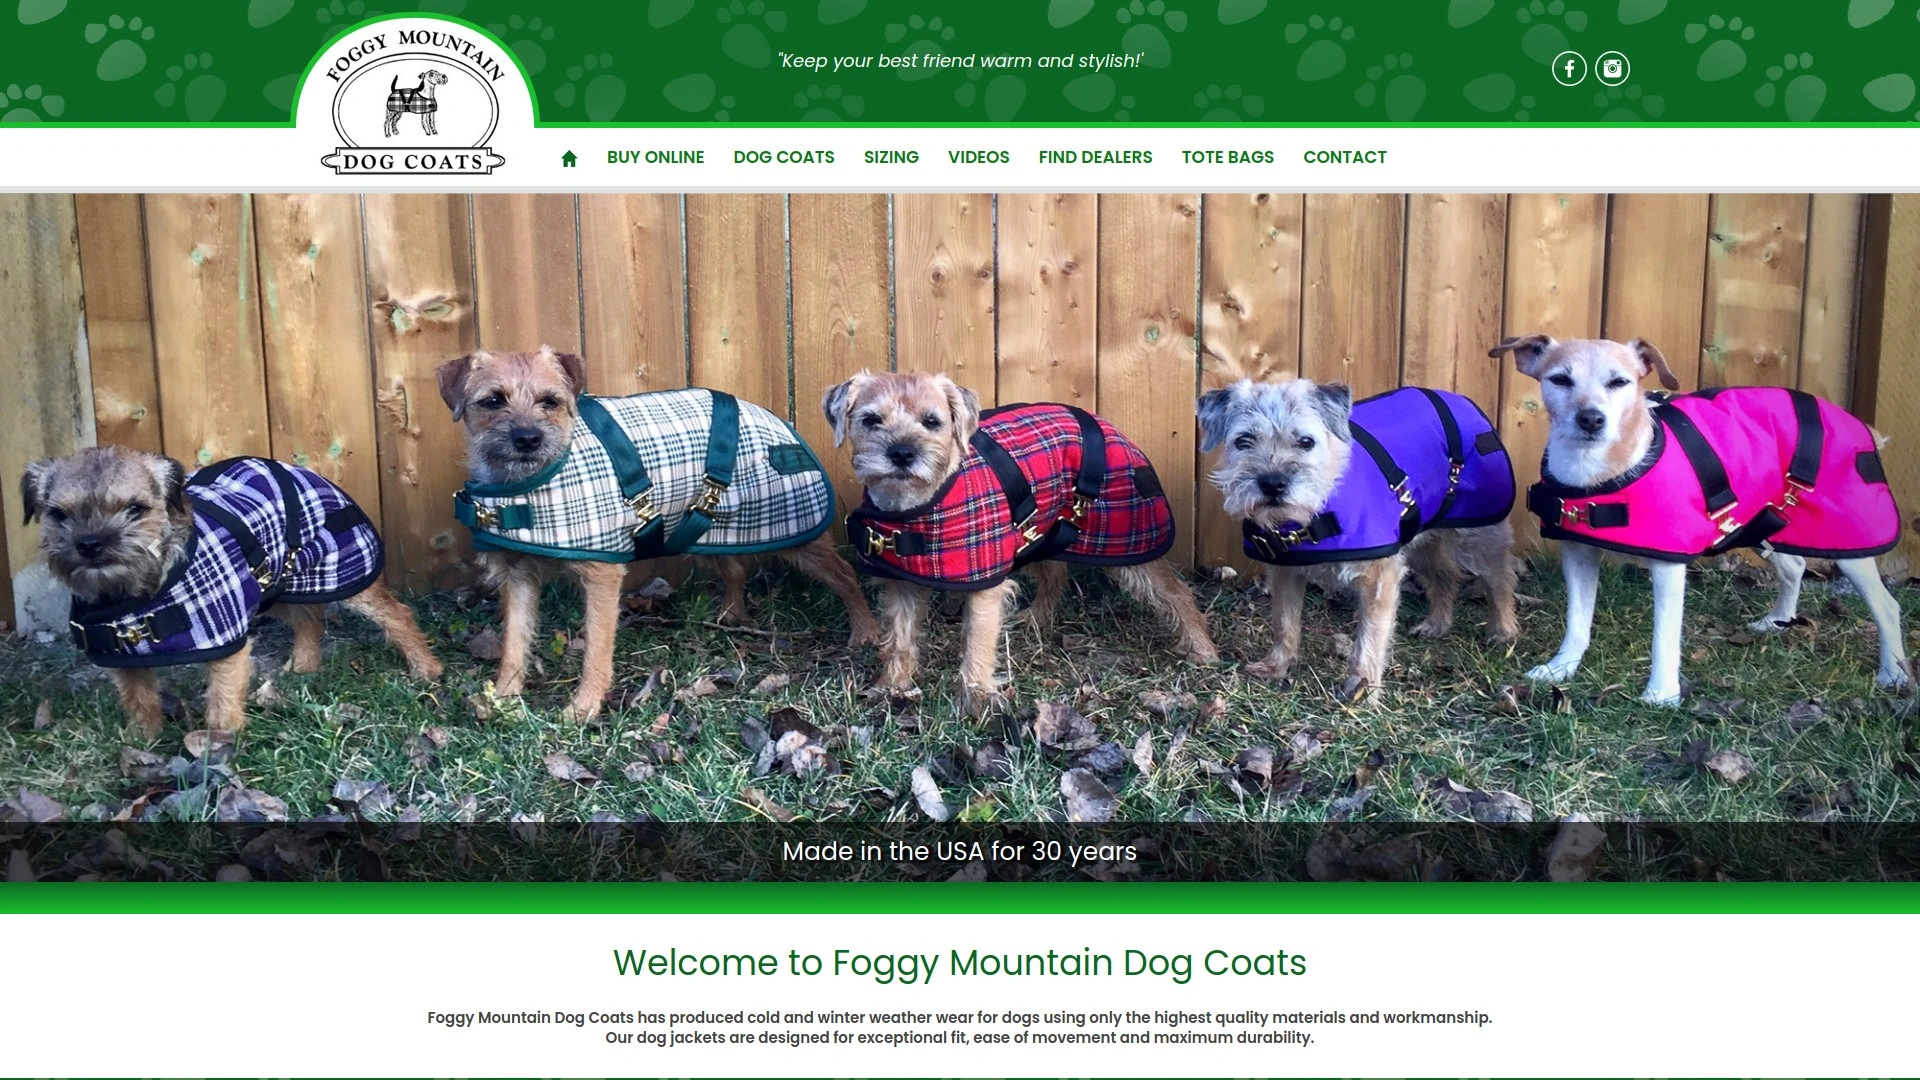 FOGGY MOUNTAIN
DOG COATS
"Keep your best friend warm and stylish!'
BUY ONLINE
DOG COATS
SIZING
VIDEOS
FIND DEALERS
TOTE BAGS
CONTACT
Made in the USA for 30 years
Welcome to Foggy Mountain Dog Coats
Foggy Mountain Dog Coats has produced cold and winter weather wear for dogs using only the highest quality materials and workmanship.
Our dog jackets are designed for exceptional fit, ease of movement and maximum durability.